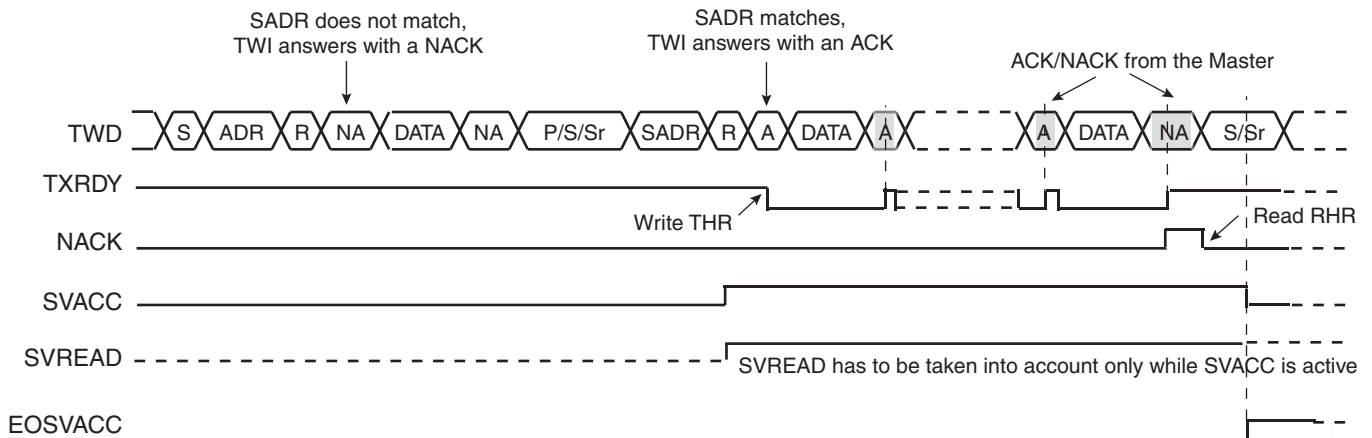 SADR does not match,
TWI answers with a NACK
SADR matches,
TWI answers with an ACK
ACK/NACK from the Master
TWD S ADR R NA DATA NA P/S/Sr SADR R A DATA A A DATA NA S/Sr
TXRDY
Write THR
Read RHR
NACK
SVACC
SVREAD
SVREAD has to be taken into account only while SVACC is active
EOSVACC